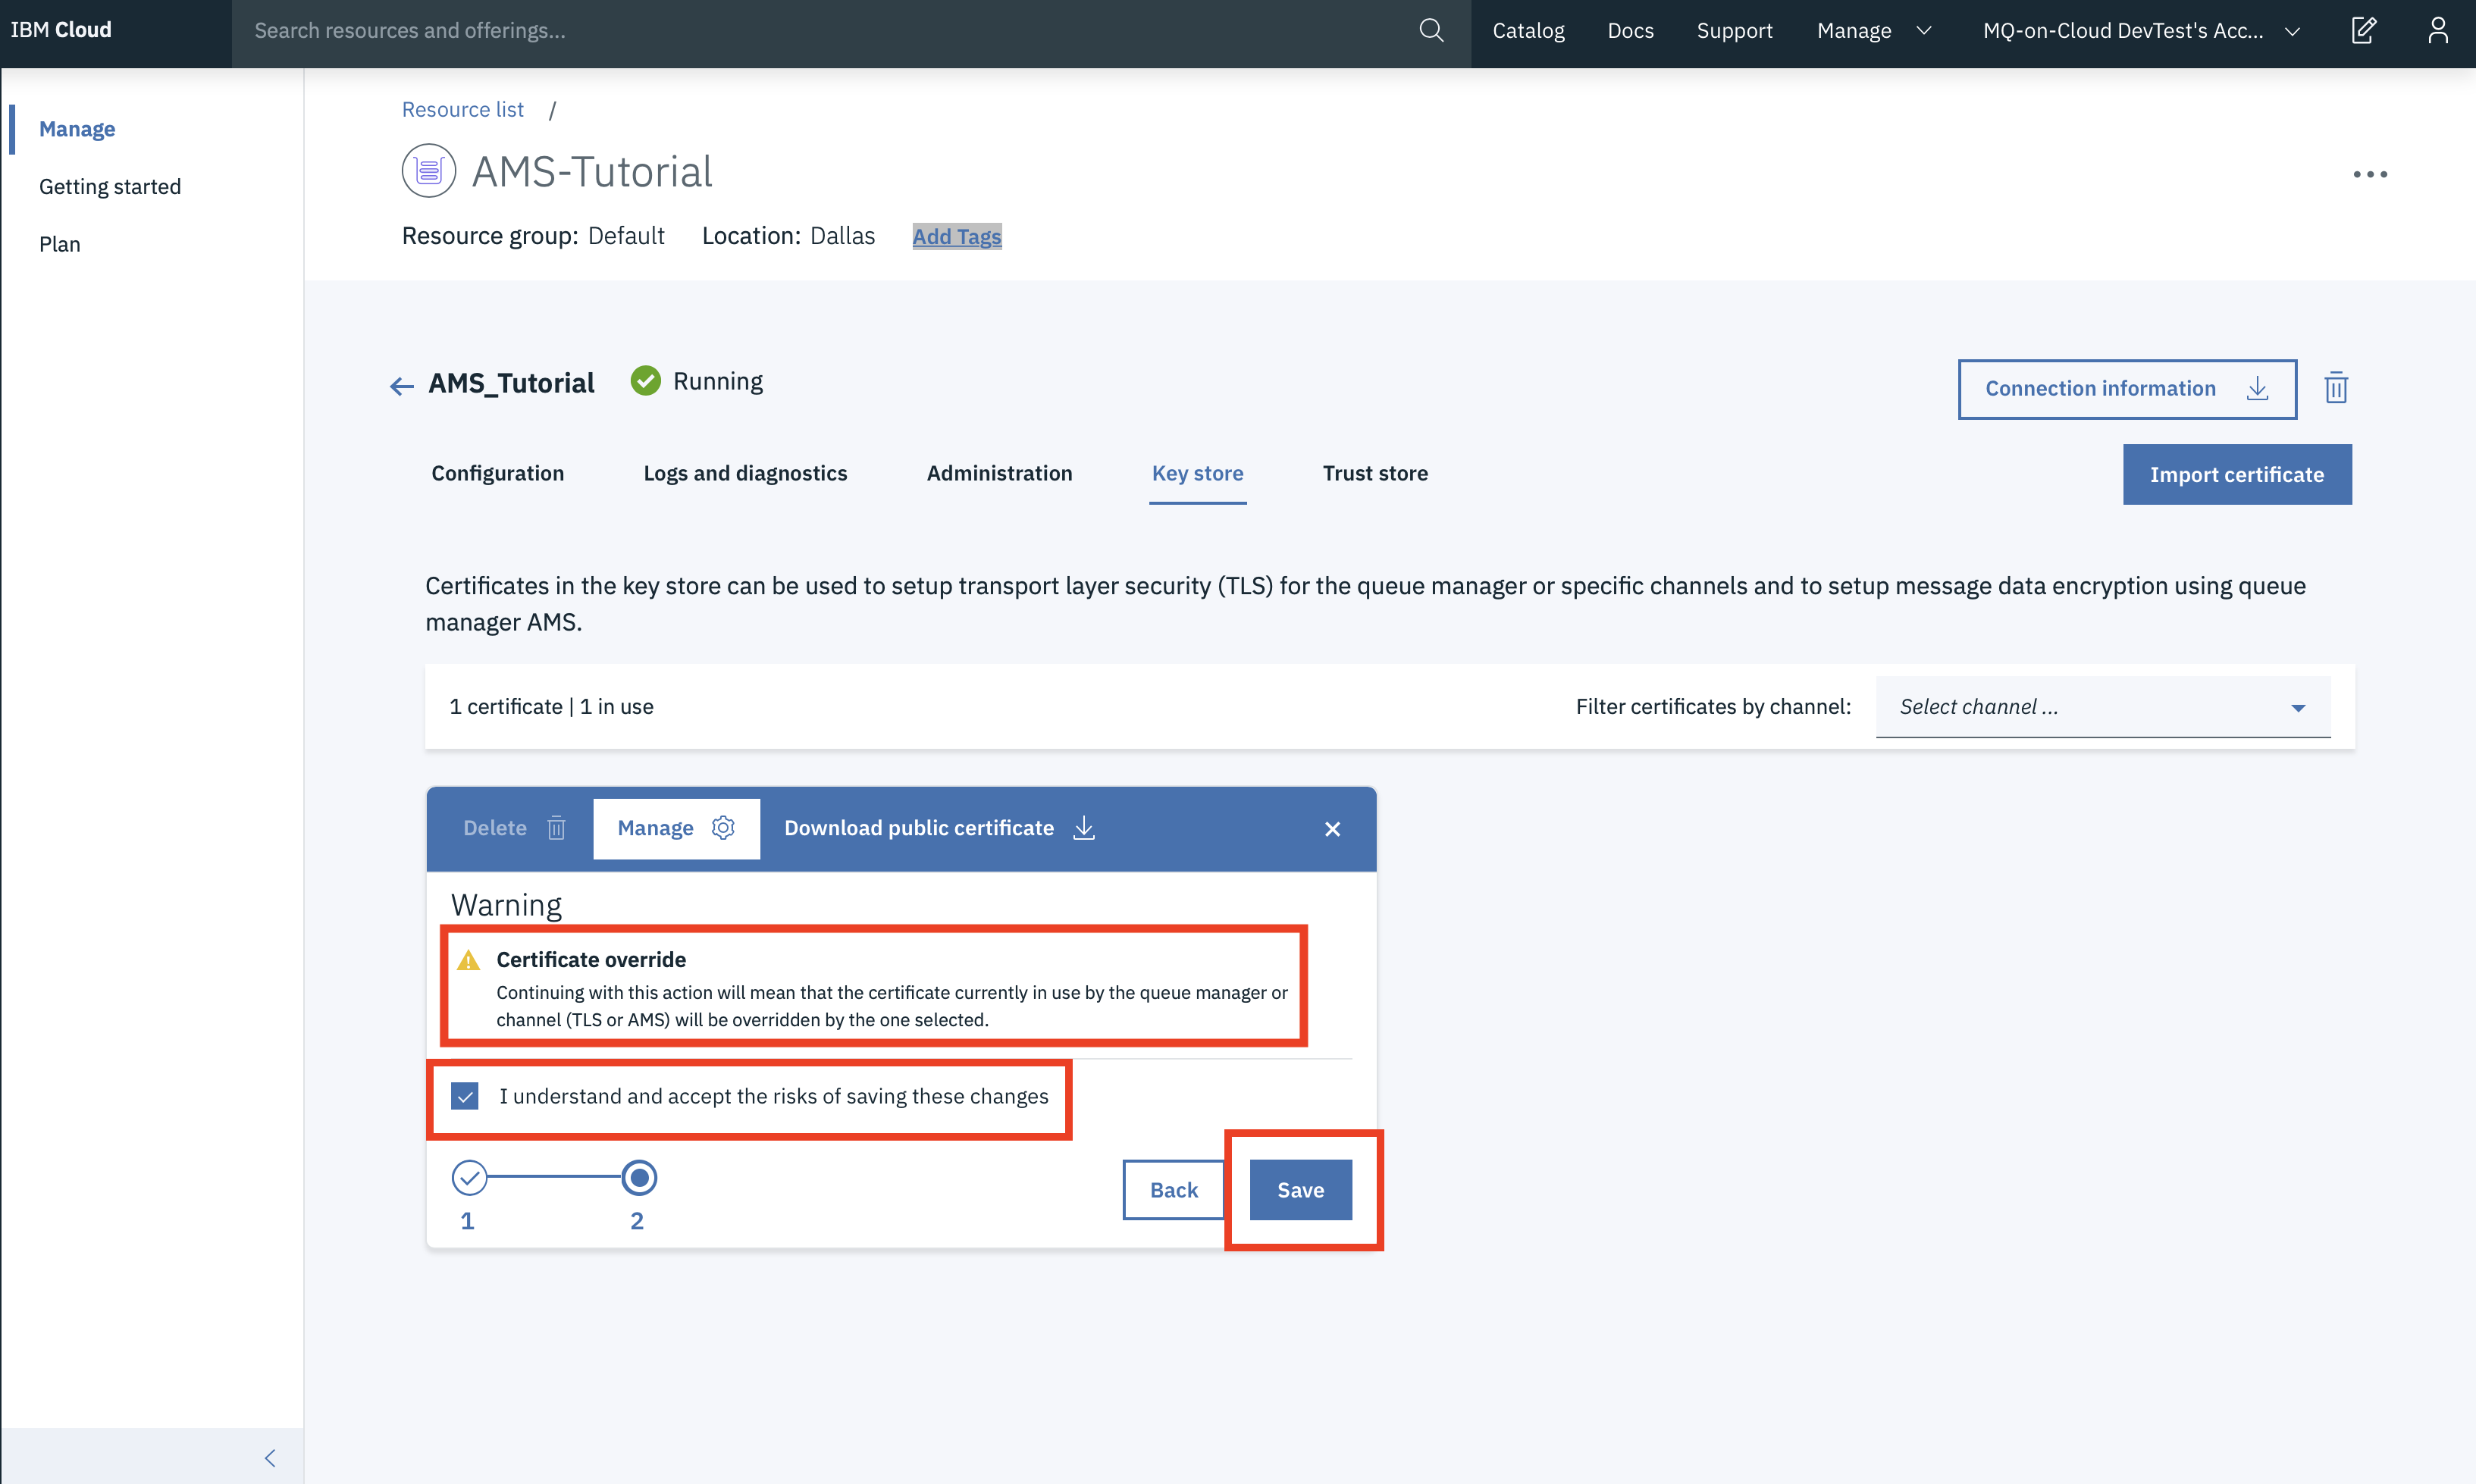 IBM Cloud
Search resources and offerings...
Catalog
Docs
Support
Manage
MQ-on-Cloud DevTest's Acc...
Manage
Getting started
Plan
Resource list /
AMS-Tutorial
Resource group: Default Location: Dallas Add Tags
AMS_Tutorial Running
Connection information
Configuration
Logs and diagnostics
Administration
Key store
Trust store
Import certificate
Certificates in the key store can be used to setup transport layer security (TLS) for the queue manager or specific channels and to setup message data encryption using queue
manager AMS.
1 certificate | 1 in use
Filter certificates by channel:
Select channel ...
Delete
Manage
Download public certificate
Warning
Certificate override
Continuing with this action will mean that the certificate currently in use by the queue manager or
channel (TLS or AMS) will be overridden by the one selected.
I understand and accept the risks of saving these changes
1
2
Back
Save